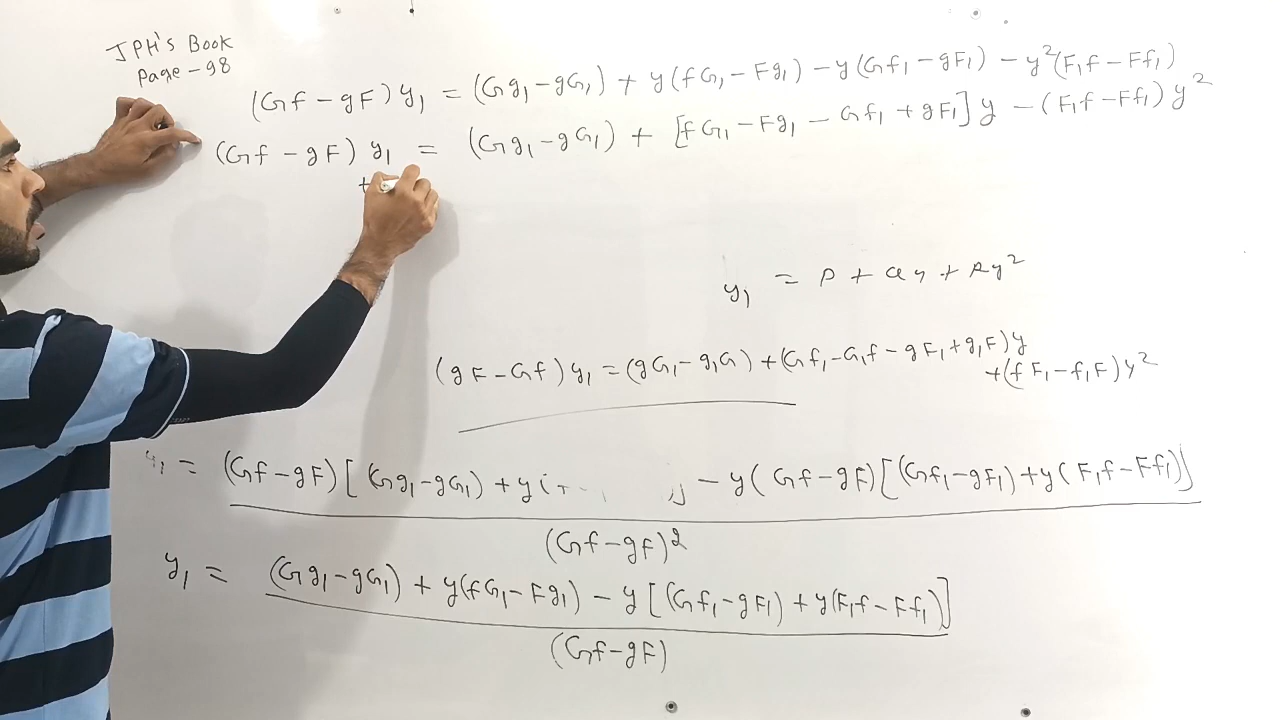 JPH's Book
Page - 98
(Gf - gF) y₁ = (Gg₁ - gG₁) + y(fG₁ - Fg₁) - y(Gf₁ - gF₁) - y²(F₁f - Ff₁)
(Gf - gF) y₁ = (Gg₁ - gG₁) + [fG₁ - Fg₁ - Gf₁ + gF₁] y - (F₁f - Ff₁) y²
+
y₁ = P + Qy + Ry²
(gF - Gf) y₁ = (gG₁ - g₁G) + (Gf₁ - G₁f - gF₁ + g₁F) y
+ (fF₁ - f₁F) y²
= (Gf - gF) [(Gg₁ - gG₁) + y( - y(Gf - gF) [(Gf₁ - gF₁) + y(F₁f - Ff₁)]
(Gf - gF)²
y₁ = (Gg₁ - gG₁) + y(fG₁ - Fg₁) - y[(Gf₁ - gF₁) + y(F₁f - Ff₁)]
(Gf - gF)